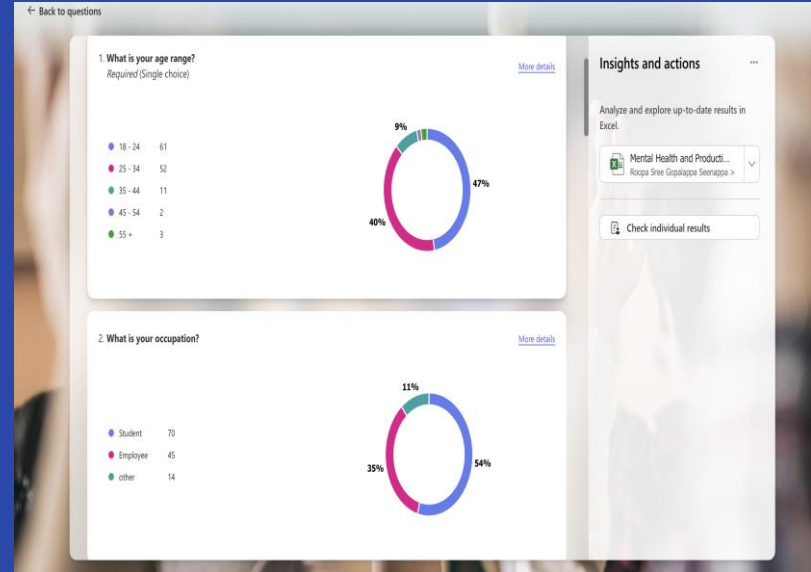 ← Back to questions
1. What is your age range?
Required (Single choice)
More details
18 - 24 61
25 - 34 52
35 - 44 11
45 - 54 2
55 + 3
9%
47%
40%
2. What is your occupation?
More details
Student 70
Employee 45
other 14
11%
54%
35%
Insights and actions
...
Analyze and explore up-to-date results in
Excel.
Mental Health and Producti...
Roopa Sree Gopalappa Seenappa >
Check individual results